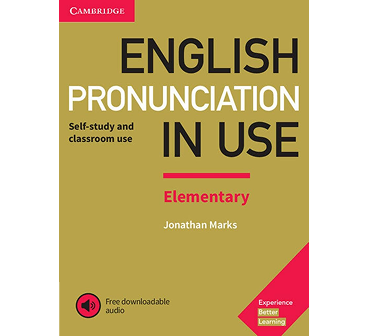 CAMBRIDGE
ENGLISH
PRONUNCIATION
IN USE
Self-study and
classroom use
Elementary
Jonathan Marks
Free downloadable
audio
Experience
Better
Learning